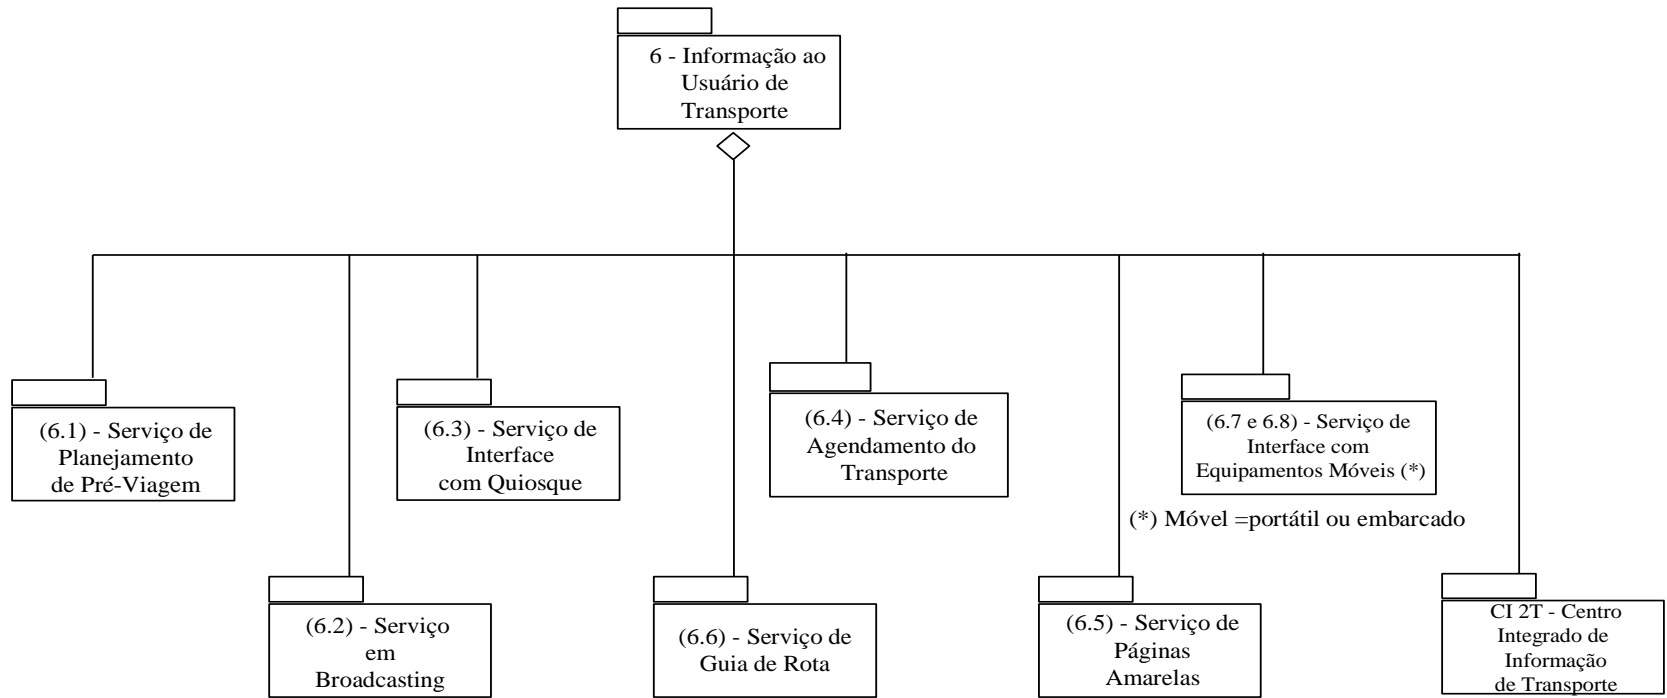 6 - Informação ao
Usuário de
Transporte
(6.1) - Serviço de
Planejamento
de Pré-Viagem
(6.3) - Serviço de
Interface
com Quiosque
(6.4) - Serviço de
Agendamento do
Transporte
(6.7 e 6.8) - Serviço de
Interface com
Equipamentos Móveis (*)
(*) Móvel =portátil ou embarcado
(6.2) - Serviço
em
Broadcasting
(6.6) - Serviço de
Guia de Rota
(6.5) - Serviço de
Páginas
Amarelas
CI 2T - Centro
Integrado de
Informação
de Transporte